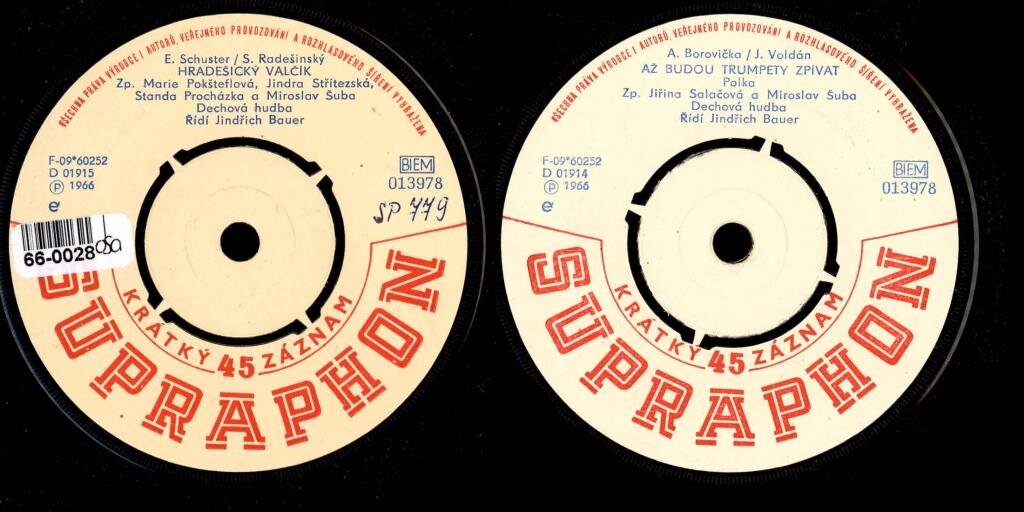 VŠECHNA PRÁVA VÝROBCE I AUTORŮ, VEŘEJNÉHO PROVOZOVÁNÍ A ROZHLASOVÉHO ŠÍŘENÍ VYHRAŽENA
E. Schuster / S. Radešinský
HRADEŠICKÝ VALČÍK
Zp. Marie Pokšteflová, Jindra Střítezská,
Standa Procházka a Miroslav Šuba
Dechová hudba
Řídí Jindřich Bauer
F-09*60252
D 01915
Ⓟ 1966
e
BIEM
013978
SP 779
66-0028 OSA
KRÁTKÝ 45 ZÁZNAM
SUPRAPHON
VŠECHNA PRÁVA VÝROBCE I AUTORŮ, VEŘEJNÉHO PROVOZOVÁNÍ A ROZHLASOVÉHO ŠÍŘENÍ VYHRAŽENA
A. Borovička / J. Voldán
AŽ BUDOU TRUMPETY ZPÍVAT
Polka
Zp. Jiřina Salačová a Miroslav Šuba
Dechová hudba
Řídí Jindřich Bauer
F-09*60252
D 01914
Ⓟ 1966
e
BIEM
013978
KRÁTKÝ 45 ZÁZNAM
SUPRAPHON